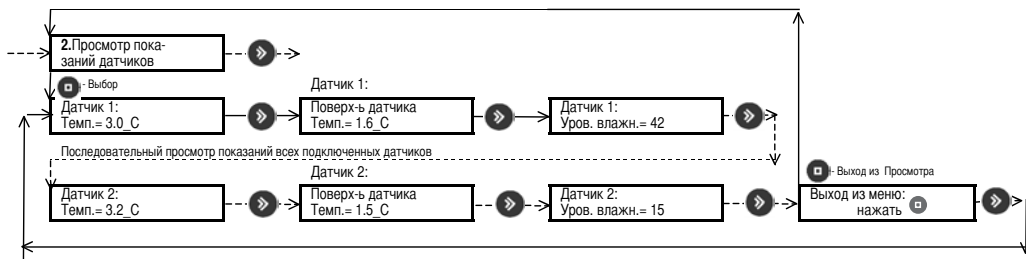 2.Просмотр пока-
заний датчиков
- Выбор
Датчик 1:
Датчик 1:
Темп.= 3.0_C
Поверх-ь датчика
Темп.= 1.6_C
Датчик 1:
Уров. влажн.= 42
Последовательный просмотр показаний всех подключенных датчиков
Датчик 2:
- Выход из Просмотра
Датчик 2:
Темп.= 3.2_C
Поверх-ь датчика
Темп.= 1.5_C
Датчик 2:
Уров. влажн.= 15
Выход из меню:
нажать